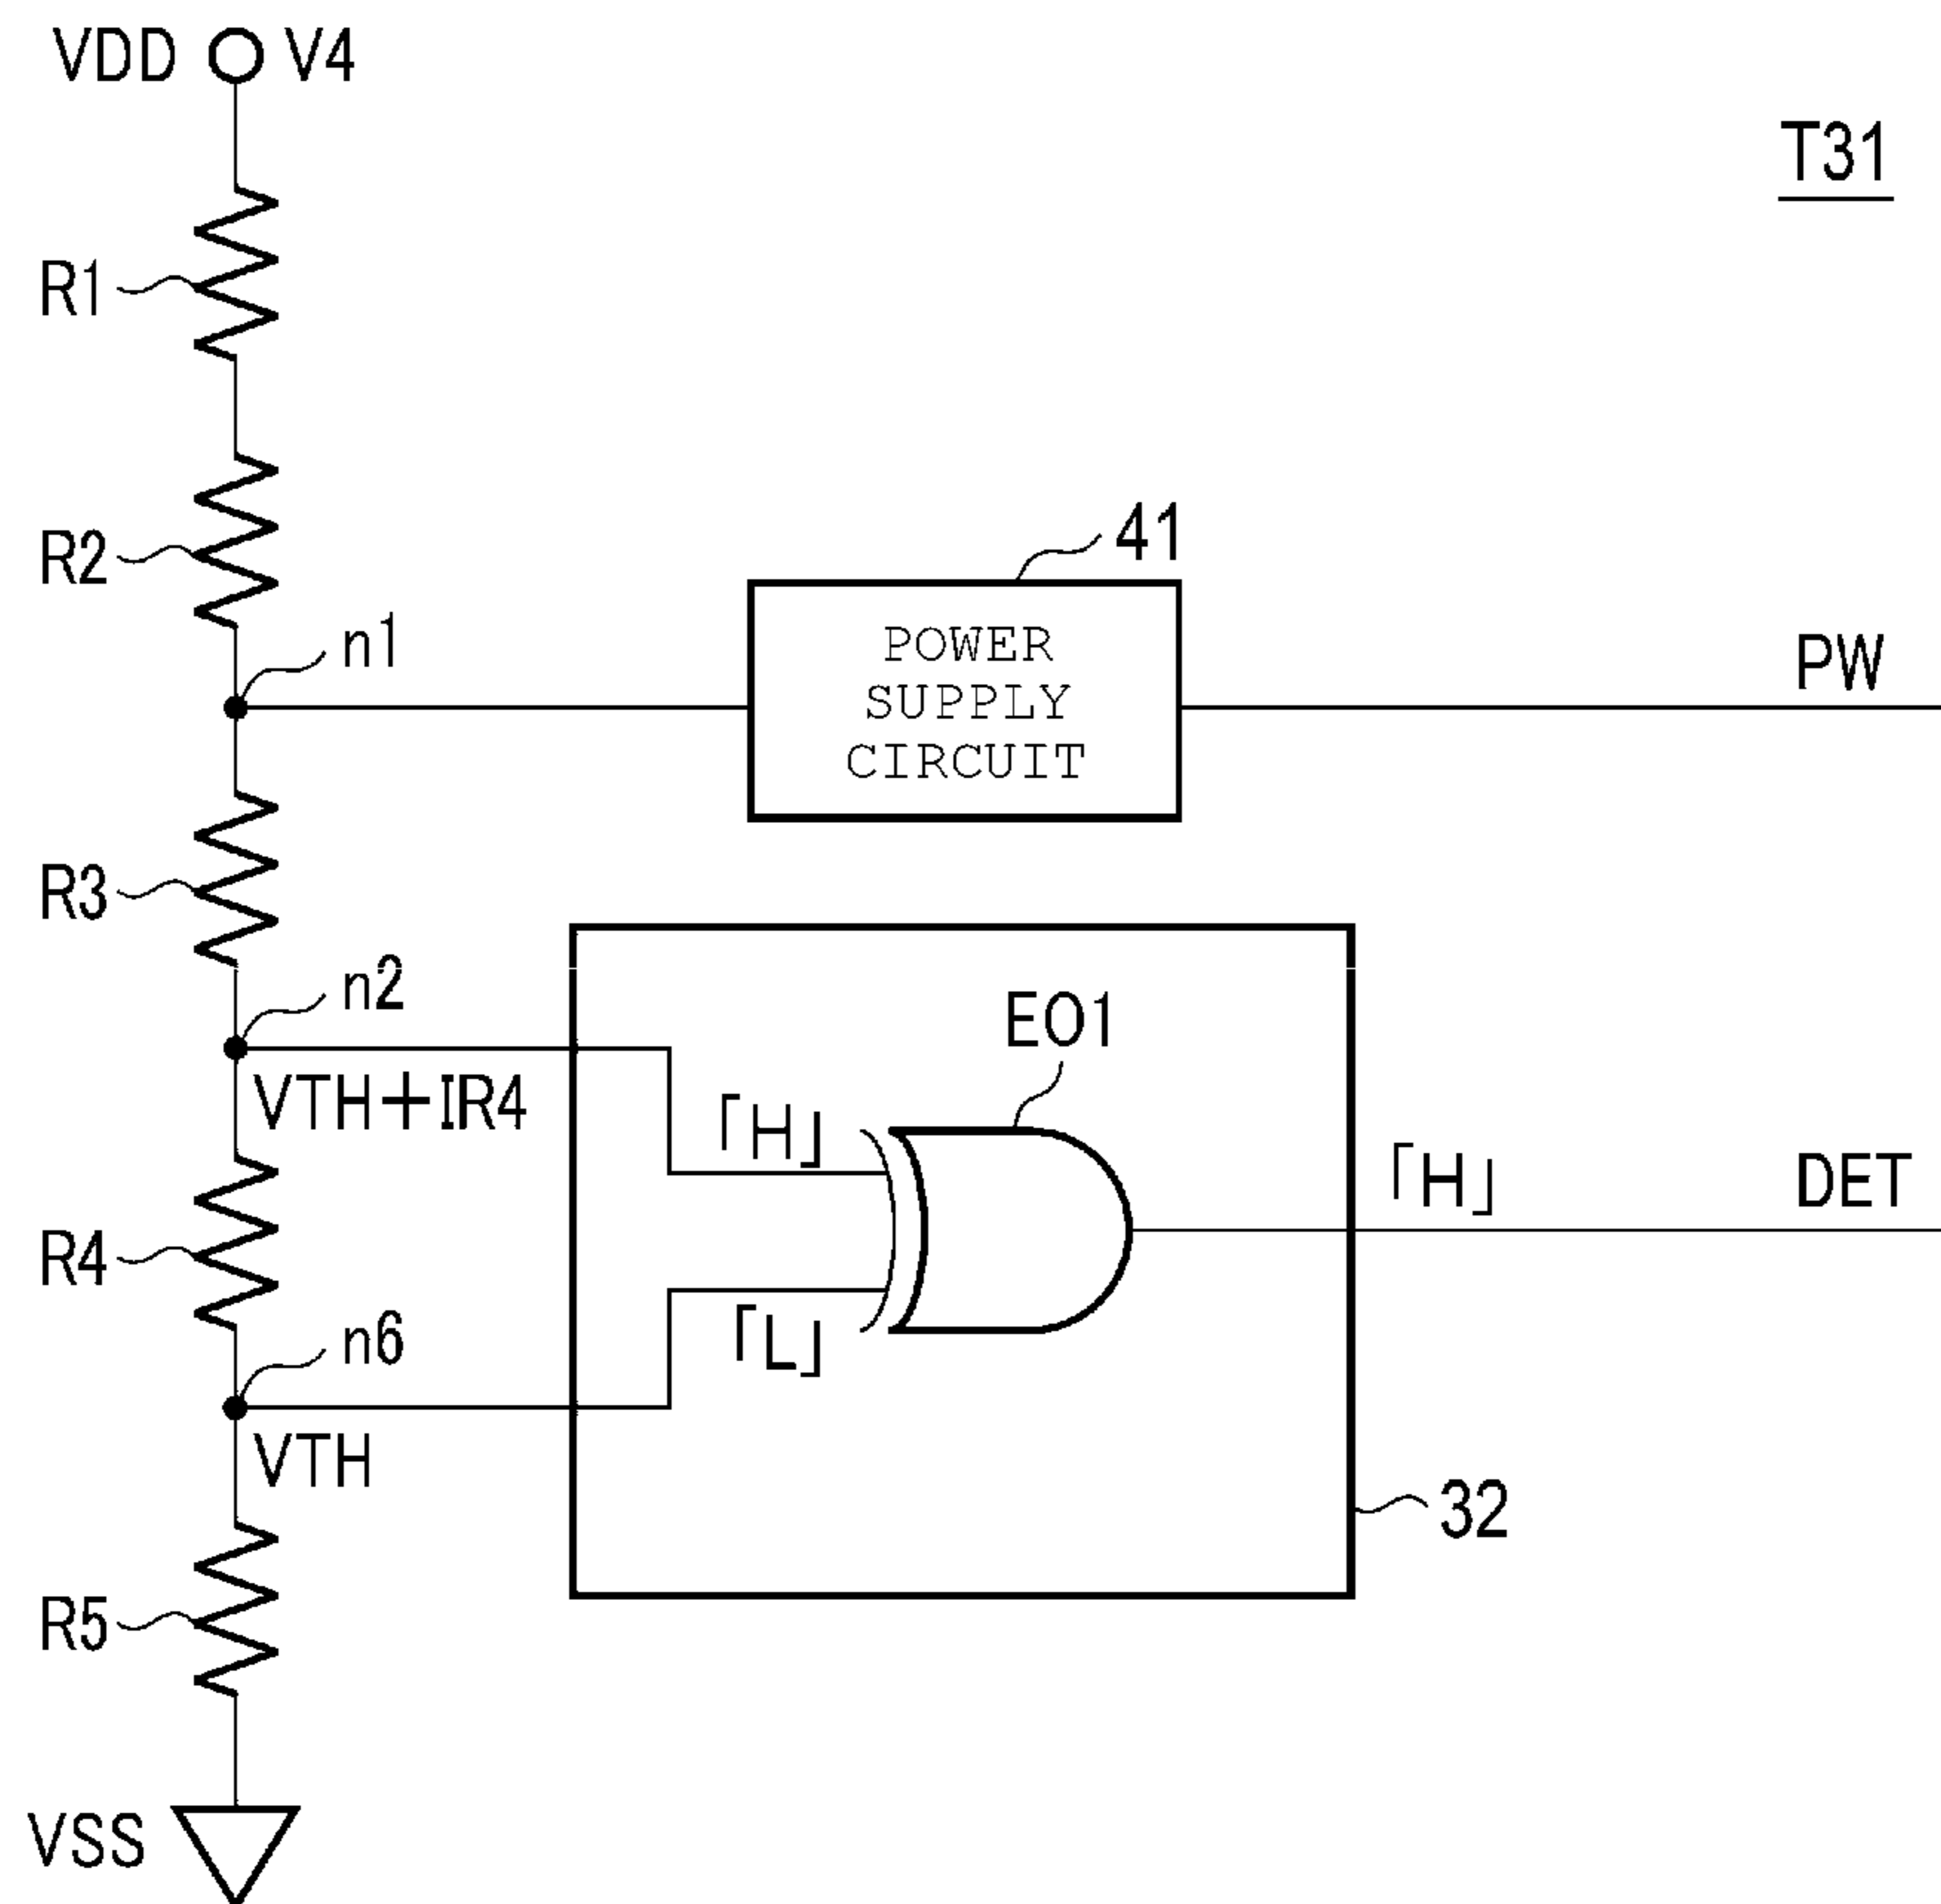 VDD V4
T31
R1
R2
41
POWER
SUPPLY
CIRCUIT
n1
PW
R3
n2
EO1
VTH+IR4
「H」
「H」
DET
R4
「L」
n6
VTH
32
R5
VSS